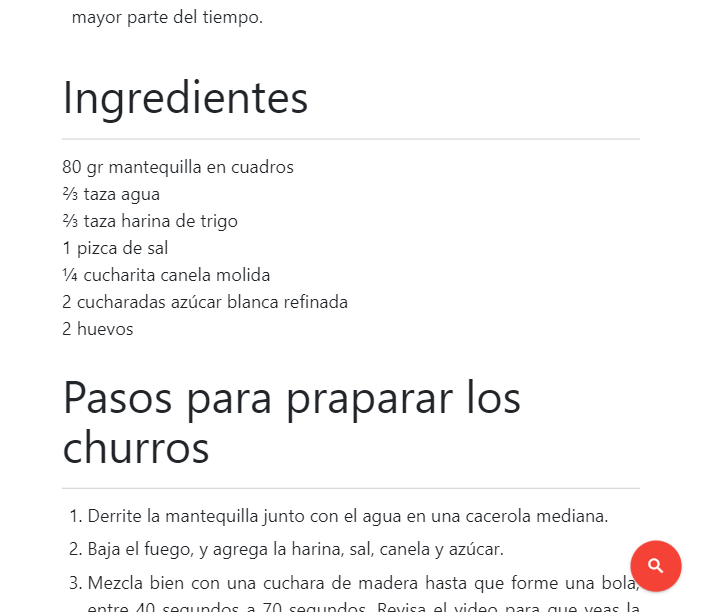 mayor parte del tiempo.
Ingredientes
80 gr mantequilla en cuadros
⅔ taza agua
⅔ taza harina de trigo
1 pizca de sal
¼ cucharita canela molida
2 cucharadas azúcar blanca refinada
2 huevos
Pasos para praparar los
churros
1. Derrite la mantequilla junto con el agua en una cacerola mediana.
2. Baja el fuego, y agrega la harina, sal, canela y azúcar.
3. Mezcla bien con una cuchara de madera hasta que forme una bola,
entre 40 segundos a 70 segundos. Revisa el video para que veas la